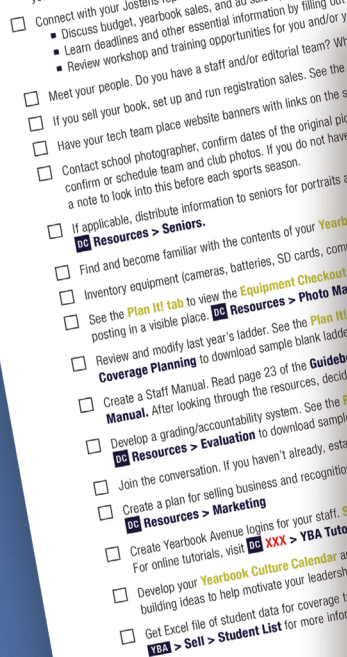 Connect with your Jostens
▪ Discuss budget, yearbook sales, and
▪ Learn deadlines and other essential information by filling out
▪ Review workshop and training opportunities for you and/or y
Meet your people. Do you have a staff and/or editorial team? Wh
If you sell your book, set up and run registration sales. See the
Have your tech team place website banners with links on the s
Contact school photographer, confirm dates of the original pic
confirm or schedule team and club photos. If you do not have
a note to look into this before each sports season.
If applicable, distribute information to seniors for portraits a
DC Resources > Seniors.
Find and become familiar with the contents of your Yearb
Inventory equipment (cameras, batteries, SD cards, com
See the Plan It! tab to view the Equipment Checkout
posting in a visible place. DC Resources > Photo Ma
Review and modify last year's ladder. See the Plan It!
Coverage Planning to download sample blank ladde
Create a Staff Manual. Read page 23 of the Guidebo
Manual. After looking through the resources, decid
Develop a grading/accountability system. See the P
DC Resources > Evaluation to download sampl
Join the conversation. If you haven't already, esta
Create a plan for selling business and recognitio
DC Resources > Marketing
Create Yearbook Avenue logins for your staff. S
For online tutorials, visit DC XXX > YBA Tuto
Develop your Yearbook Culture Calendar a
building ideas to help motivate your leadersh
Get Excel file of student data for coverage t
YBA > Sell > Student List for more infor